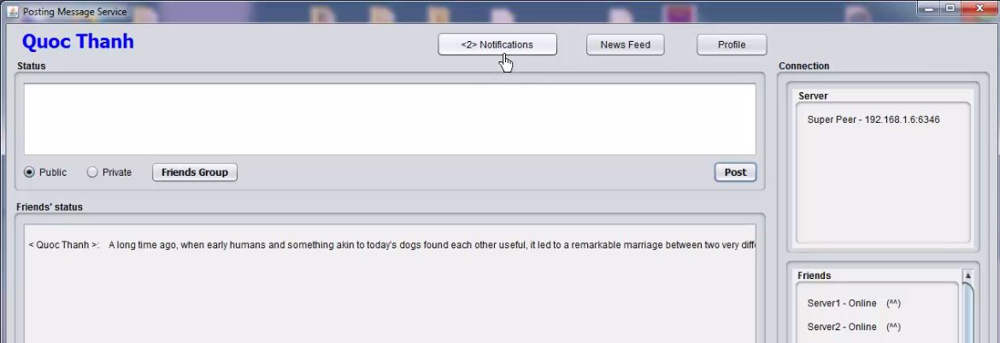 Posting Message Service
Quoc Thanh
<2> Notifications
News Feed
Profile
Status
Public
Private
Friends Group
Post
Friends' status
< Quoc Thanh >: A long time ago, when early humans and something akin to today's dogs found each other useful, it led to a remarkable marriage between two very diffe
Connection
Server
Super Peer - 192.168.1.6:6346
Friends
Server1 - Online (^^)
Server2 - Online (^^)